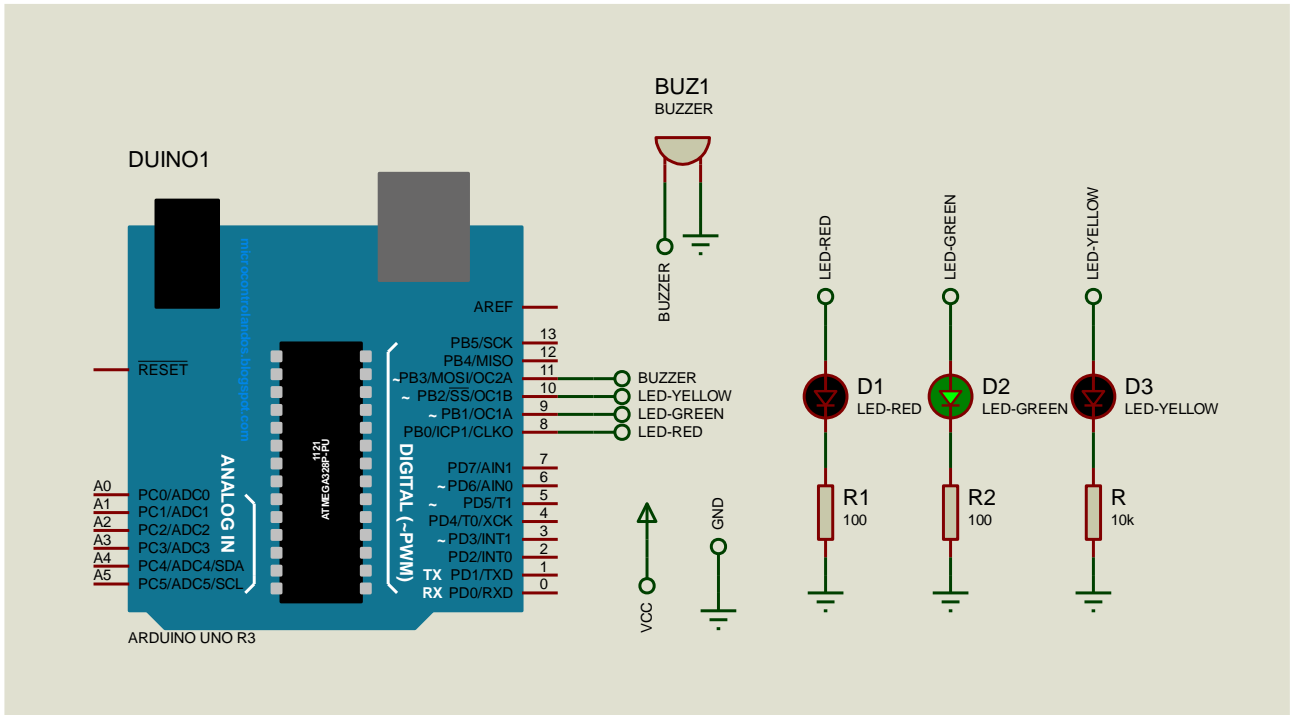 BUZ1
BUZZER
DUINO1
microcontrolandos.blogspot.com
LED-RED
LED-GREEN
LED-YELLOW
BUZZER
AREF
PB5/SCK 13
PB4/MISO 12
RESET
~PB3/MOSI/OC2A 11 BUZZER
~ PB2/SS/OC1B 10 LED-YELLOW
~ PB1/OC1A 9 LED-GREEN
PB0/ICP1/CLKO 8 LED-RED
D1
LED-RED
D2
LED-GREEN
D3
LED-YELLOW
1121
ATMEGA328P-PU
ANALOG IN
DIGITAL (~PWM)
PD7/AIN1 7
~PD6/AIN0 6
~ PD5/T1 5
PD4/T0/XCK 4
~PD3/INT1 3
PD2/INT0 2
TX PD1/TXD 1
RX PD0/RXD 0
A0 PC0/ADC0
A1 PC1/ADC1
A2 PC2/ADC2
A3 PC3/ADC3
A4 PC4/ADC4/SDA
A5 PC5/ADC5/SCL
GND
VCC
R1
100
R2
100
R
10k
ARDUINO UNO R3